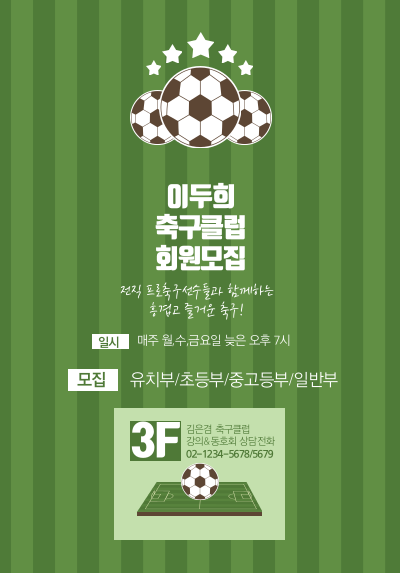 이두희
축구클럽
회원모집
전직 프로축구선수들과 함께하는
흥겹고 즐거운 축구!
일시 매주 월,수,금요일 늦은 오후 7시
모집 유치부/초등부/중고등부/일반부
3F
김은겸 축구클럽
강의&동호회 상담전화
02-1234-5678/5679